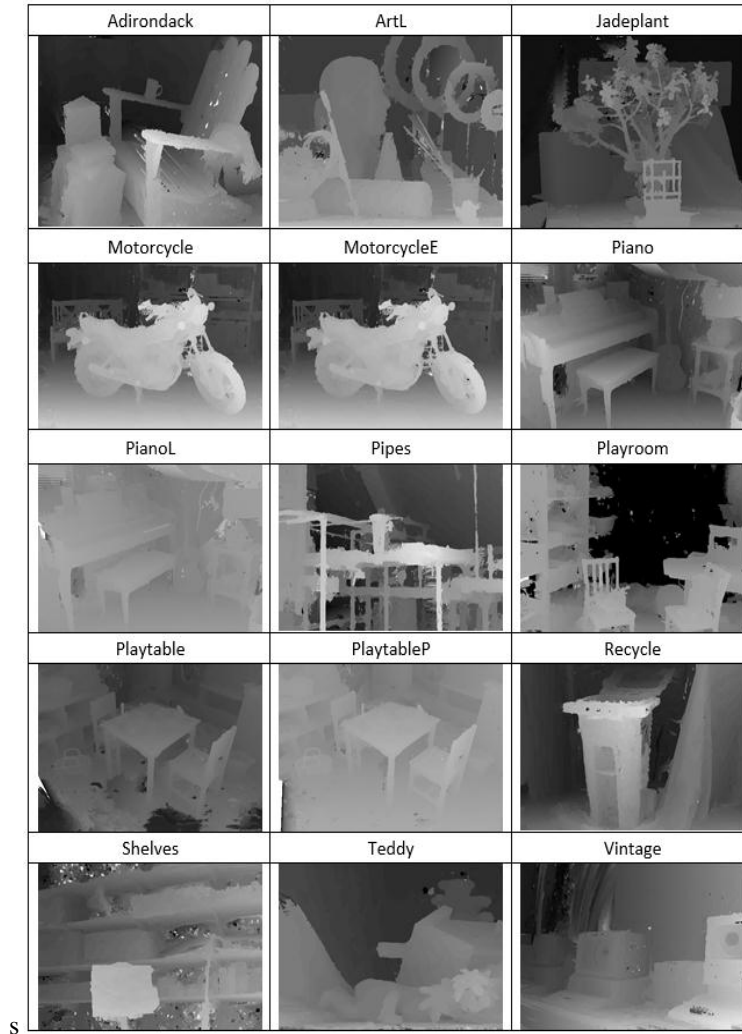 Adirondack ArtL Jadeplant
Motorcycle MotorcycleE Piano
PianoL Pipes Playroom
Playtable PlaytableP Recycle
Shelves Teddy Vintage
s